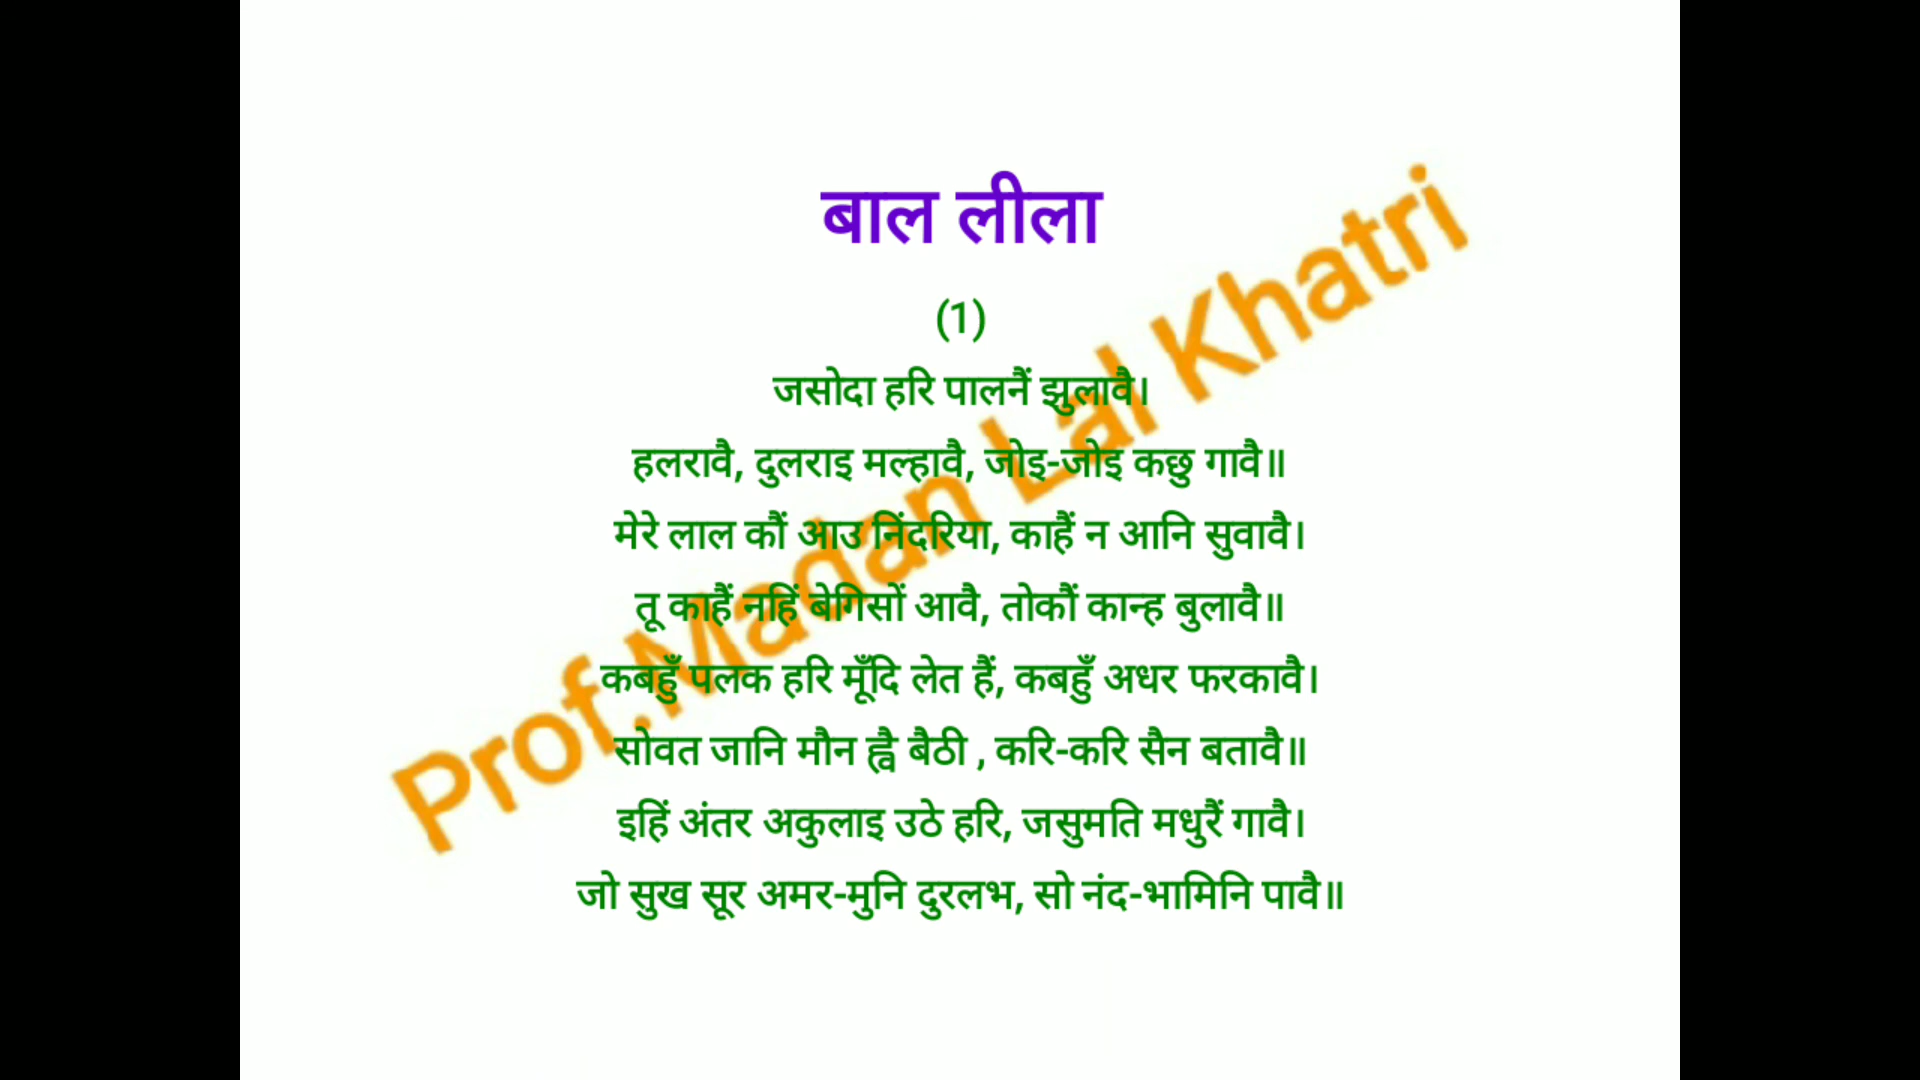 बाल लीला
(1)
जसोदा हरि पालनैं झुलावै।
हलरावै, दुलराइ मल्हावै, जोइ-जोइ कछु गावै॥
मेरे लाल कौं आउ निंदरिया, काहैं न आनि सुवावै।
तू काहैं नहिं बेगिसों आवै, तोकौं कान्ह बुलावै॥
कबहुँ पलक हरि मूँदि लेत हैं, कबहुँ अधर फरकावै।
सोवत जानि मौन ह्वै बैठी , करि-करि सैन बतावै॥
इहिं अंतर अकुलाइ उठे हरि, जसुमति मधुरैं गावै।
जो सुख सूर अमर-मुनि दुरलभ, सो नंद-भामिनि पावै॥
Prof.Madan Lal Khatri